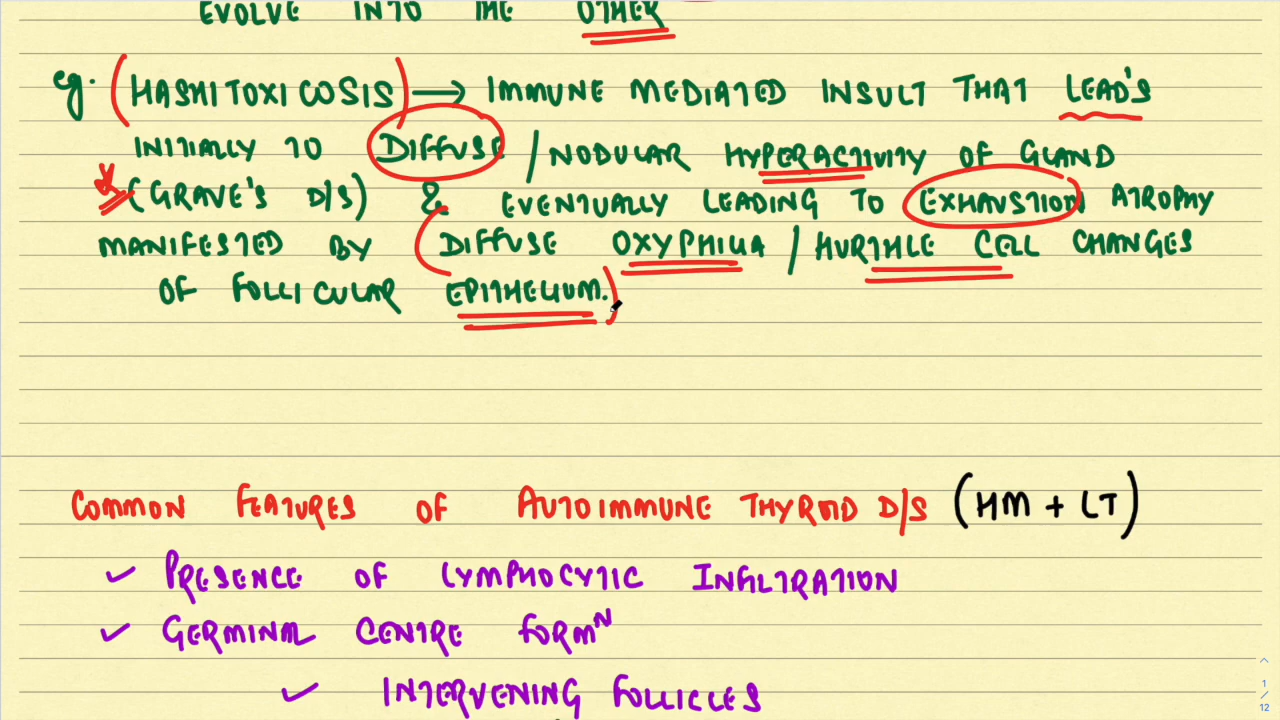 EVOLVE INTO THE OTHER
eg. (HASHITOXICOSIS) → IMMUNE MEDIATED INSULT THAT LEAD'S
INITIALLY TO DIFFUSE / NODULAR HYPERACTIVITY OF GLAND
(GRAVE'S D/S) & EVENTUALLY LEADING TO EXHAUSTION ATROPHY
MANIFESTED BY (DIFFUSE OXYPHILIA / HURTHLE CELL CHANGES
OF FOLLICULAR EPITHELIUM.)
COMMON FEATURES OF AUTOIMMUNE THYROID D/S (HM + LT)
✓ PRESENCE OF LYMPHOCYTIC INFILTRATION
✓ GERMINAL CENTRE FORMᴺ
✓ INTERVENING FOLLICLES
1
/
12